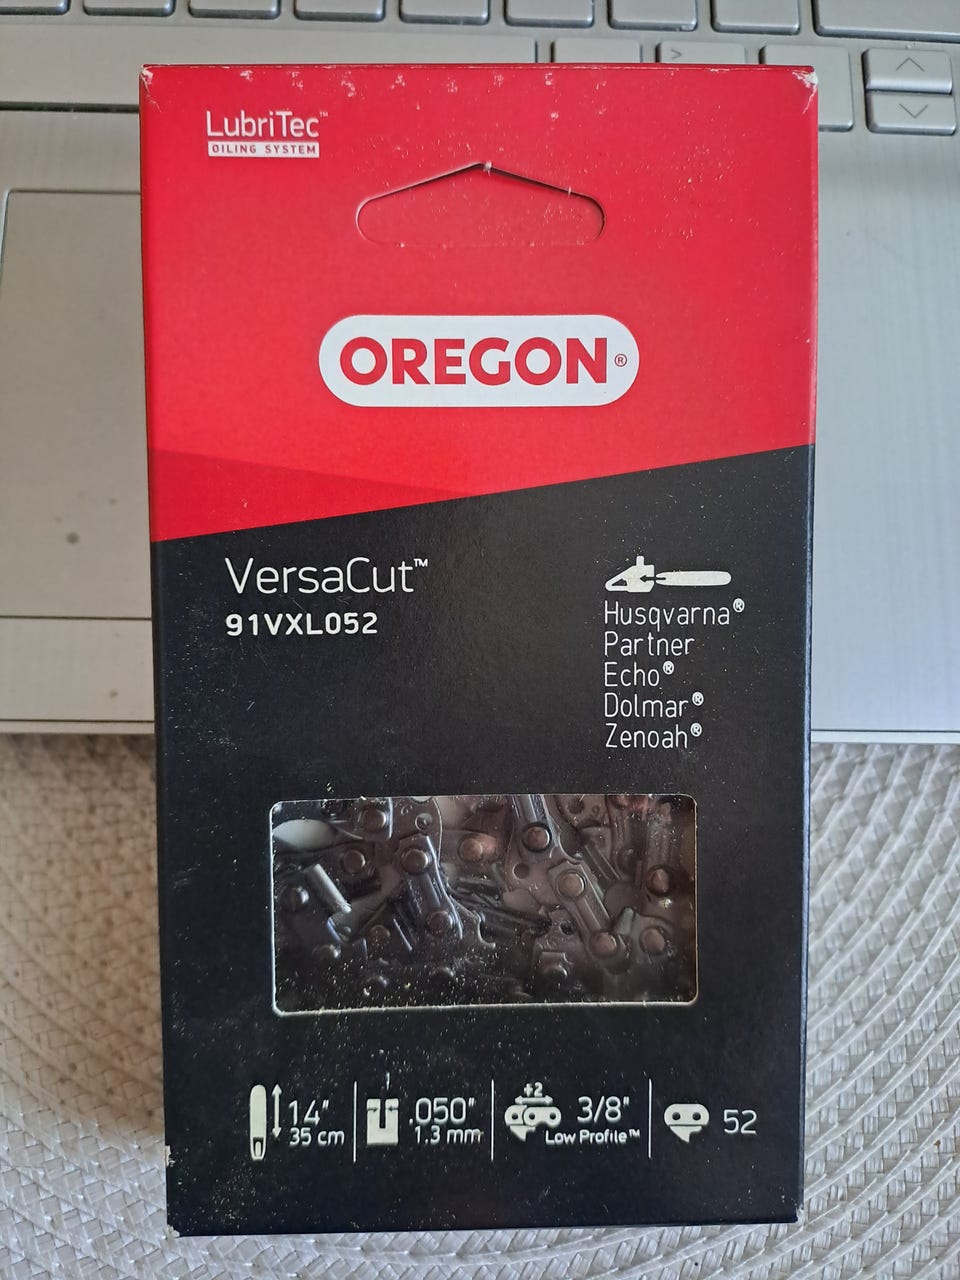 LubriTec™
OILING SYSTEM
OREGON®
VersaCut™
91VXL052
Husqvarna®
Partner
Echo®
Dolmar®
Zenoah®
14"
35 cm
.050"
1.3 mm
+2
3/8"
Low Profile™
52